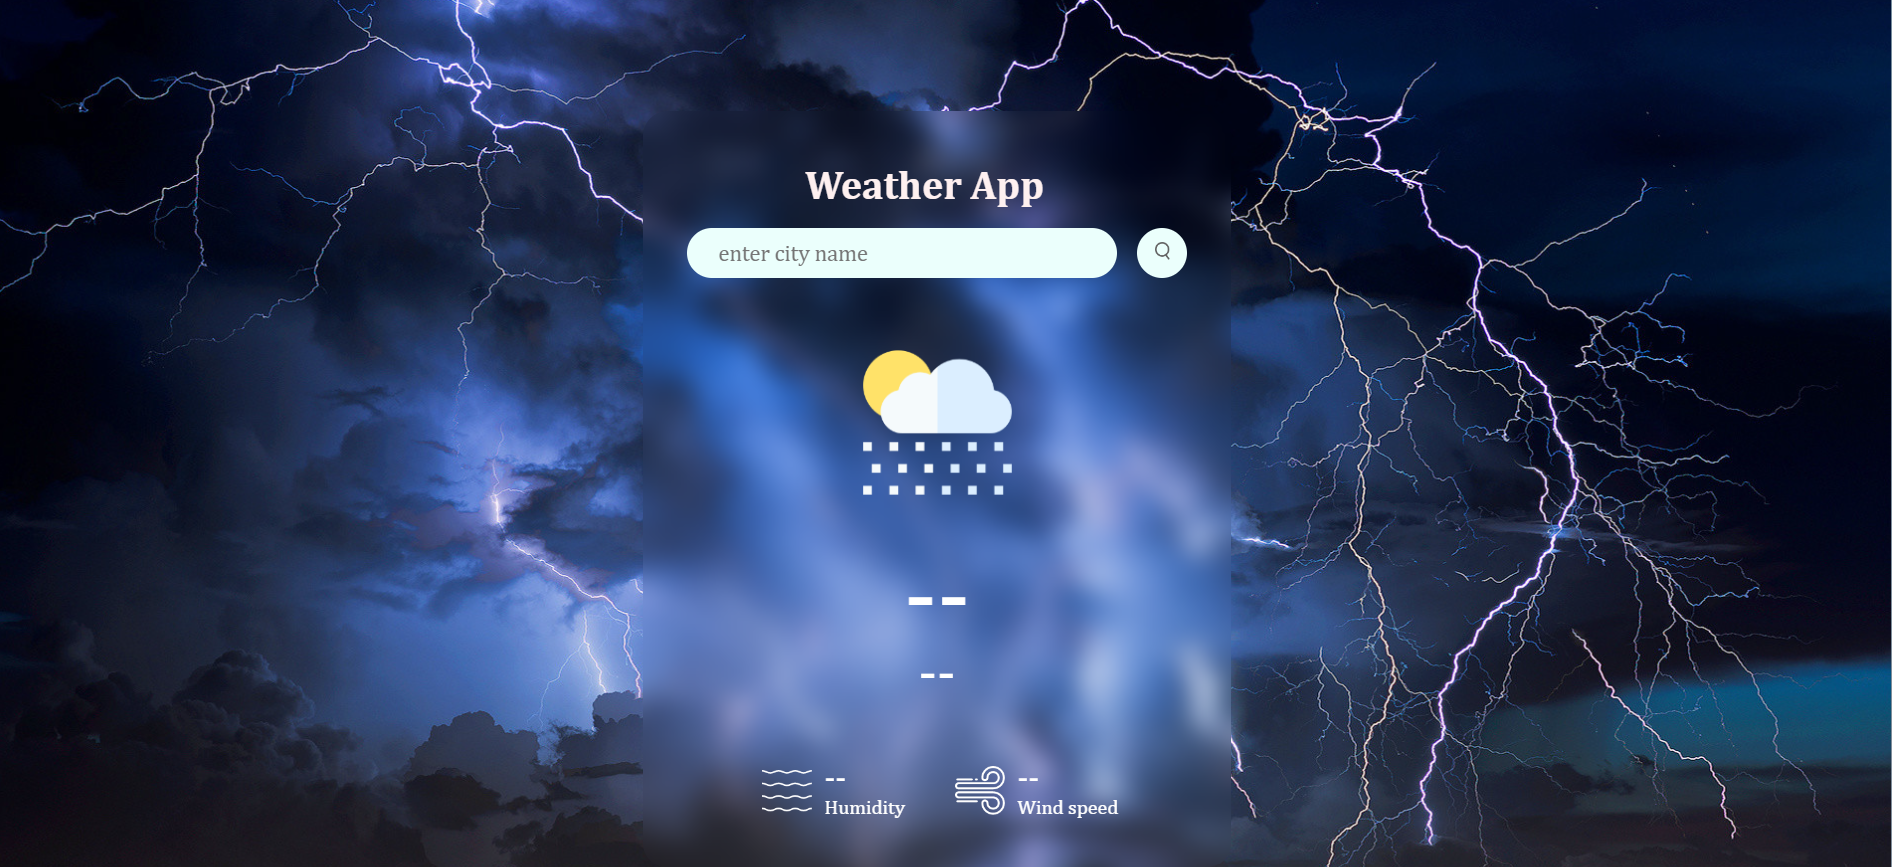 Weather App
enter city name
--
--
-- --
Humidity Wind speed